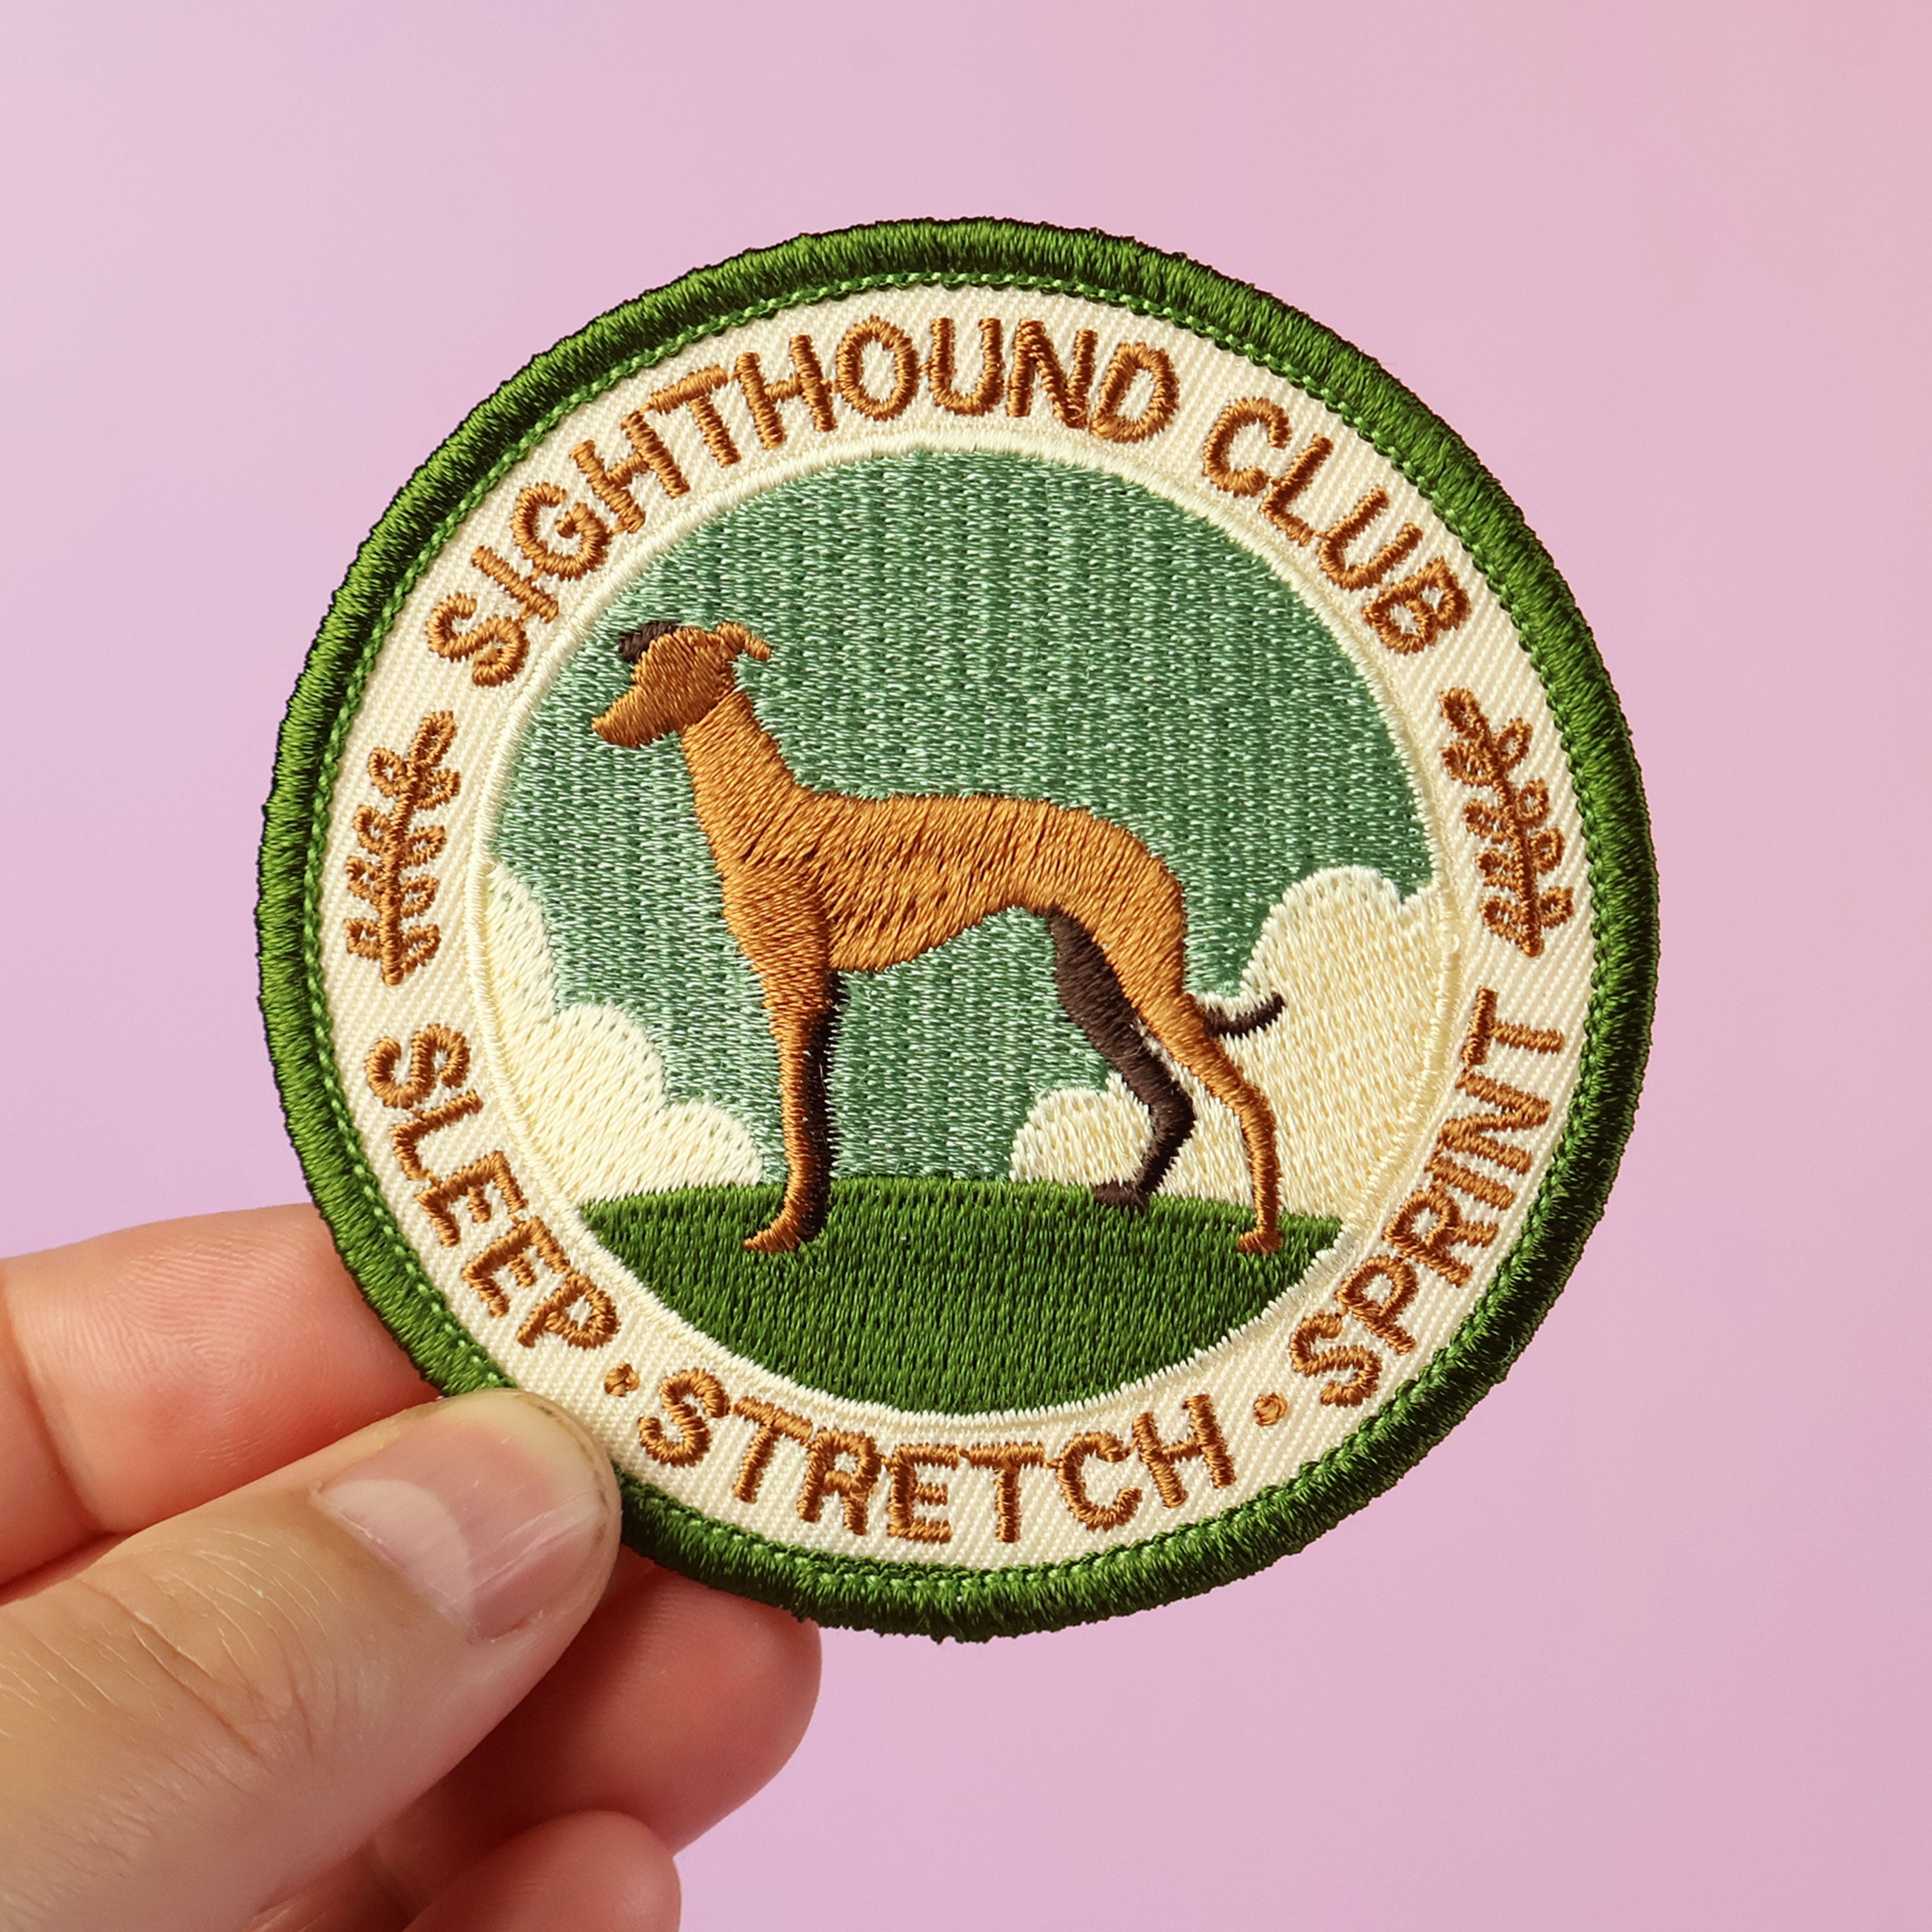 SIGHTHOUND CLUB
SLEEP · STRETCH · SPRINT